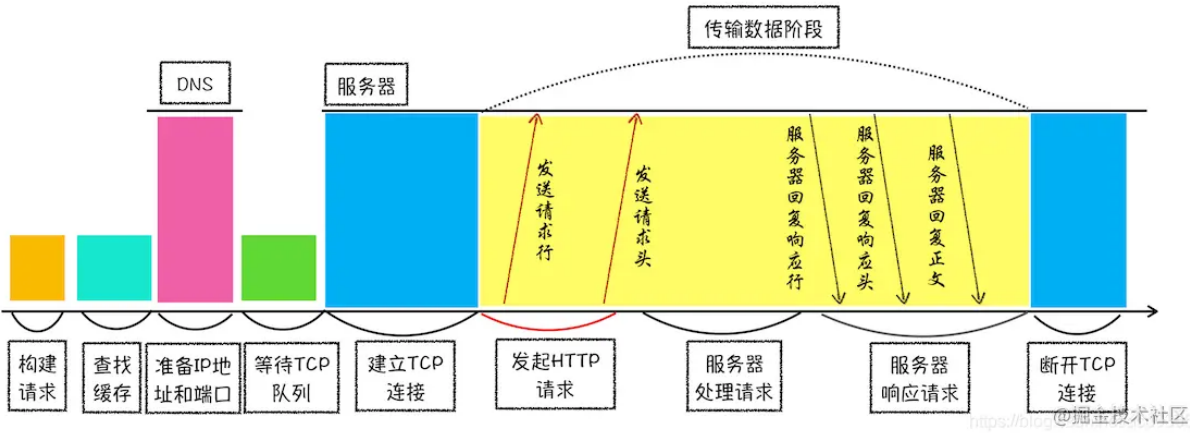 传输数据阶段
DNS
服务器
发送请求行
发送请求头
服务器回复响应行
服务器回复响应头
服务器回复正文
构建
请求
查找
缓存
准备IP地
址和端口
等待TCP
队列
建立TCP
连接
发起HTTP
请求
服务器
处理请求
服务器
响应请求
断开TCP
连接
@掘金技术社区